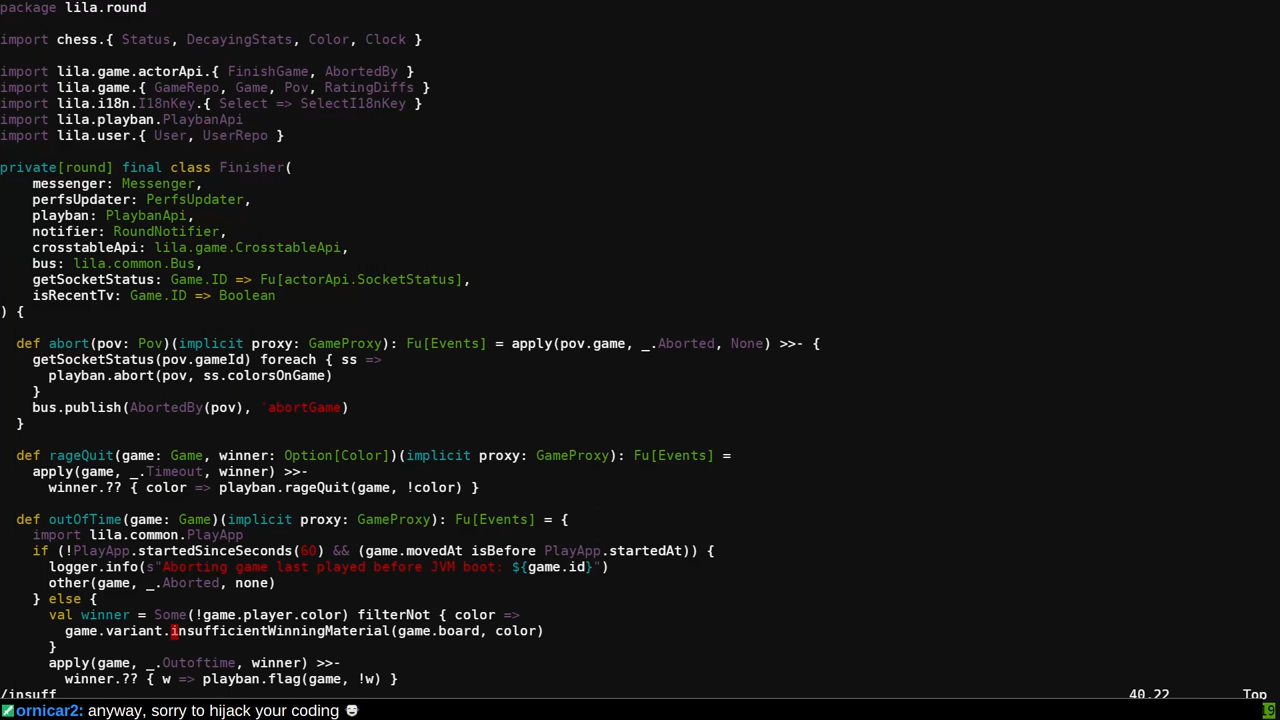 package lila.round

import chess.{ Status, DecayingStats, Color, Clock }

import lila.game.actorApi.{ FinishGame, AbortedBy }
import lila.game.{ GameRepo, Game, Pov, RatingDiffs }
import lila.i18n.I18nKey.{ Select => SelectI18nKey }
import lila.playban.PlaybanApi
import lila.user.{ User, UserRepo }

private[round] final class Finisher(
    messenger: Messenger,
    perfsUpdater: PerfsUpdater,
    playban: PlaybanApi,
    notifier: RoundNotifier,
    crosstableApi: lila.game.CrosstableApi,
    bus: lila.common.Bus,
    getSocketStatus: Game.ID => Fu[actorApi.SocketStatus],
    isRecentTv: Game.ID => Boolean
) {

  def abort(pov: Pov)(implicit proxy: GameProxy): Fu[Events] = apply(pov.game, _.Aborted, None) >>- {
    getSocketStatus(pov.gameId) foreach { ss =>
      playban.abort(pov, ss.colorsOnGame)
    }
    bus.publish(AbortedBy(pov), 'abortGame)
  }

  def rageQuit(game: Game, winner: Option[Color])(implicit proxy: GameProxy): Fu[Events] =
    apply(game, _.Timeout, winner) >>-
      winner.?? { color => playban.rageQuit(game, !color) }

  def outOfTime(game: Game)(implicit proxy: GameProxy): Fu[Events] = {
    import lila.common.PlayApp
    if (!PlayApp.startedSinceSeconds(60) && (game.movedAt isBefore PlayApp.startedAt)) {
      logger.info(s"Aborting game last played before JVM boot: ${game.id}")
      other(game, _.Aborted, none)
    } else {
      val winner = Some(!game.player.color) filterNot { color =>
        game.variant.insufficientWinningMaterial(game.board, color)
      }
      apply(game, _.Outoftime, winner) >>-
        winner.?? { w => playban.flag(game, !w) }
/insuff 40,22 Top
ornicar2: anyway, sorry to hijack your coding